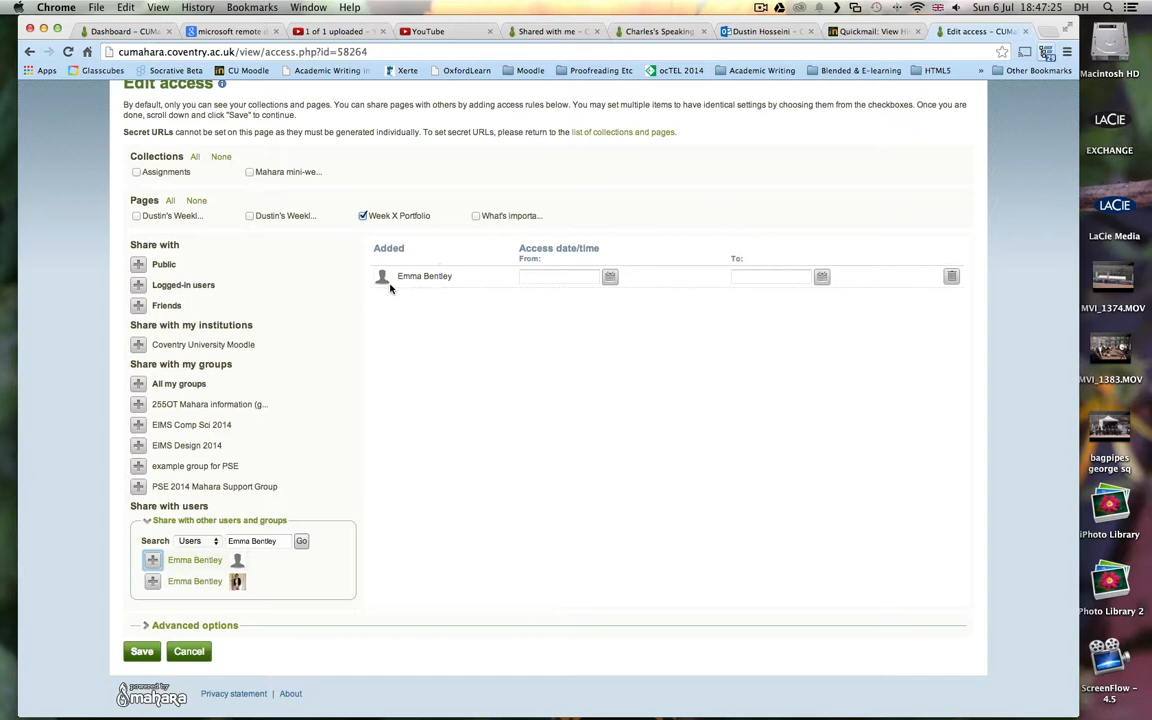 Chrome File Edit View History Bookmarks Window Help
Sun 6 Jul 18:47:25 DH
Dashboard – CUMa
microsoft remote d
1 of 1 uploaded –
YouTube
Shared with me – G
Charles's Speaking
Dustin Hosseini – O
Quickmail: View Hi
Edit access – CUMa
cumahara.coventry.ac.uk/view/access.php?id=58264
Apps Glasscubes Socrative Beta CU Moodle Academic Writing in Xerte OxfordLearn Moodle Proofreading Etc ocTEL 2014 Academic Writing Blended & E-learning HTML5 » Other Bookmarks
Edit access
By default, only you can see your collections and pages. You can share pages with others by adding access rules below. You may set multiple items to have identical settings by choosing them from the checkboxes. Once you are
done, scroll down and click "Save" to continue.
Secret URLs cannot be set on this page as they must be generated individually. To set secret URLs, please return to the list of collections and pages.
Collections All None
Assignments Mahara mini-we...
Pages All None
Dustin's Weekl... Dustin's Weekl... Week X Portfolio What's importa...
Share with
Public
Logged-in users
Friends
Share with my institutions
Coventry University Moodle
Share with my groups
All my groups
255OT Mahara information (g...
EIMS Comp Sci 2014
EIMS Design 2014
example group for PSE
PSE 2014 Mahara Support Group
Share with users
Share with other users and groups
Search Users Emma Bentley Go
Emma Bentley
Emma Bentley
Added Access date/time
From: To:
Emma Bentley
Advanced options
Save Cancel
powered by
mahara
Privacy statement | About
Macintosh HD
LACIE
EXCHANGE
LACIE
LaCie Media
MVI_1374.MOV
MVI_1383.MOV
bagpipes
george sq
iPhoto Library
Photo Library 2
ScreenFlow –
4.5